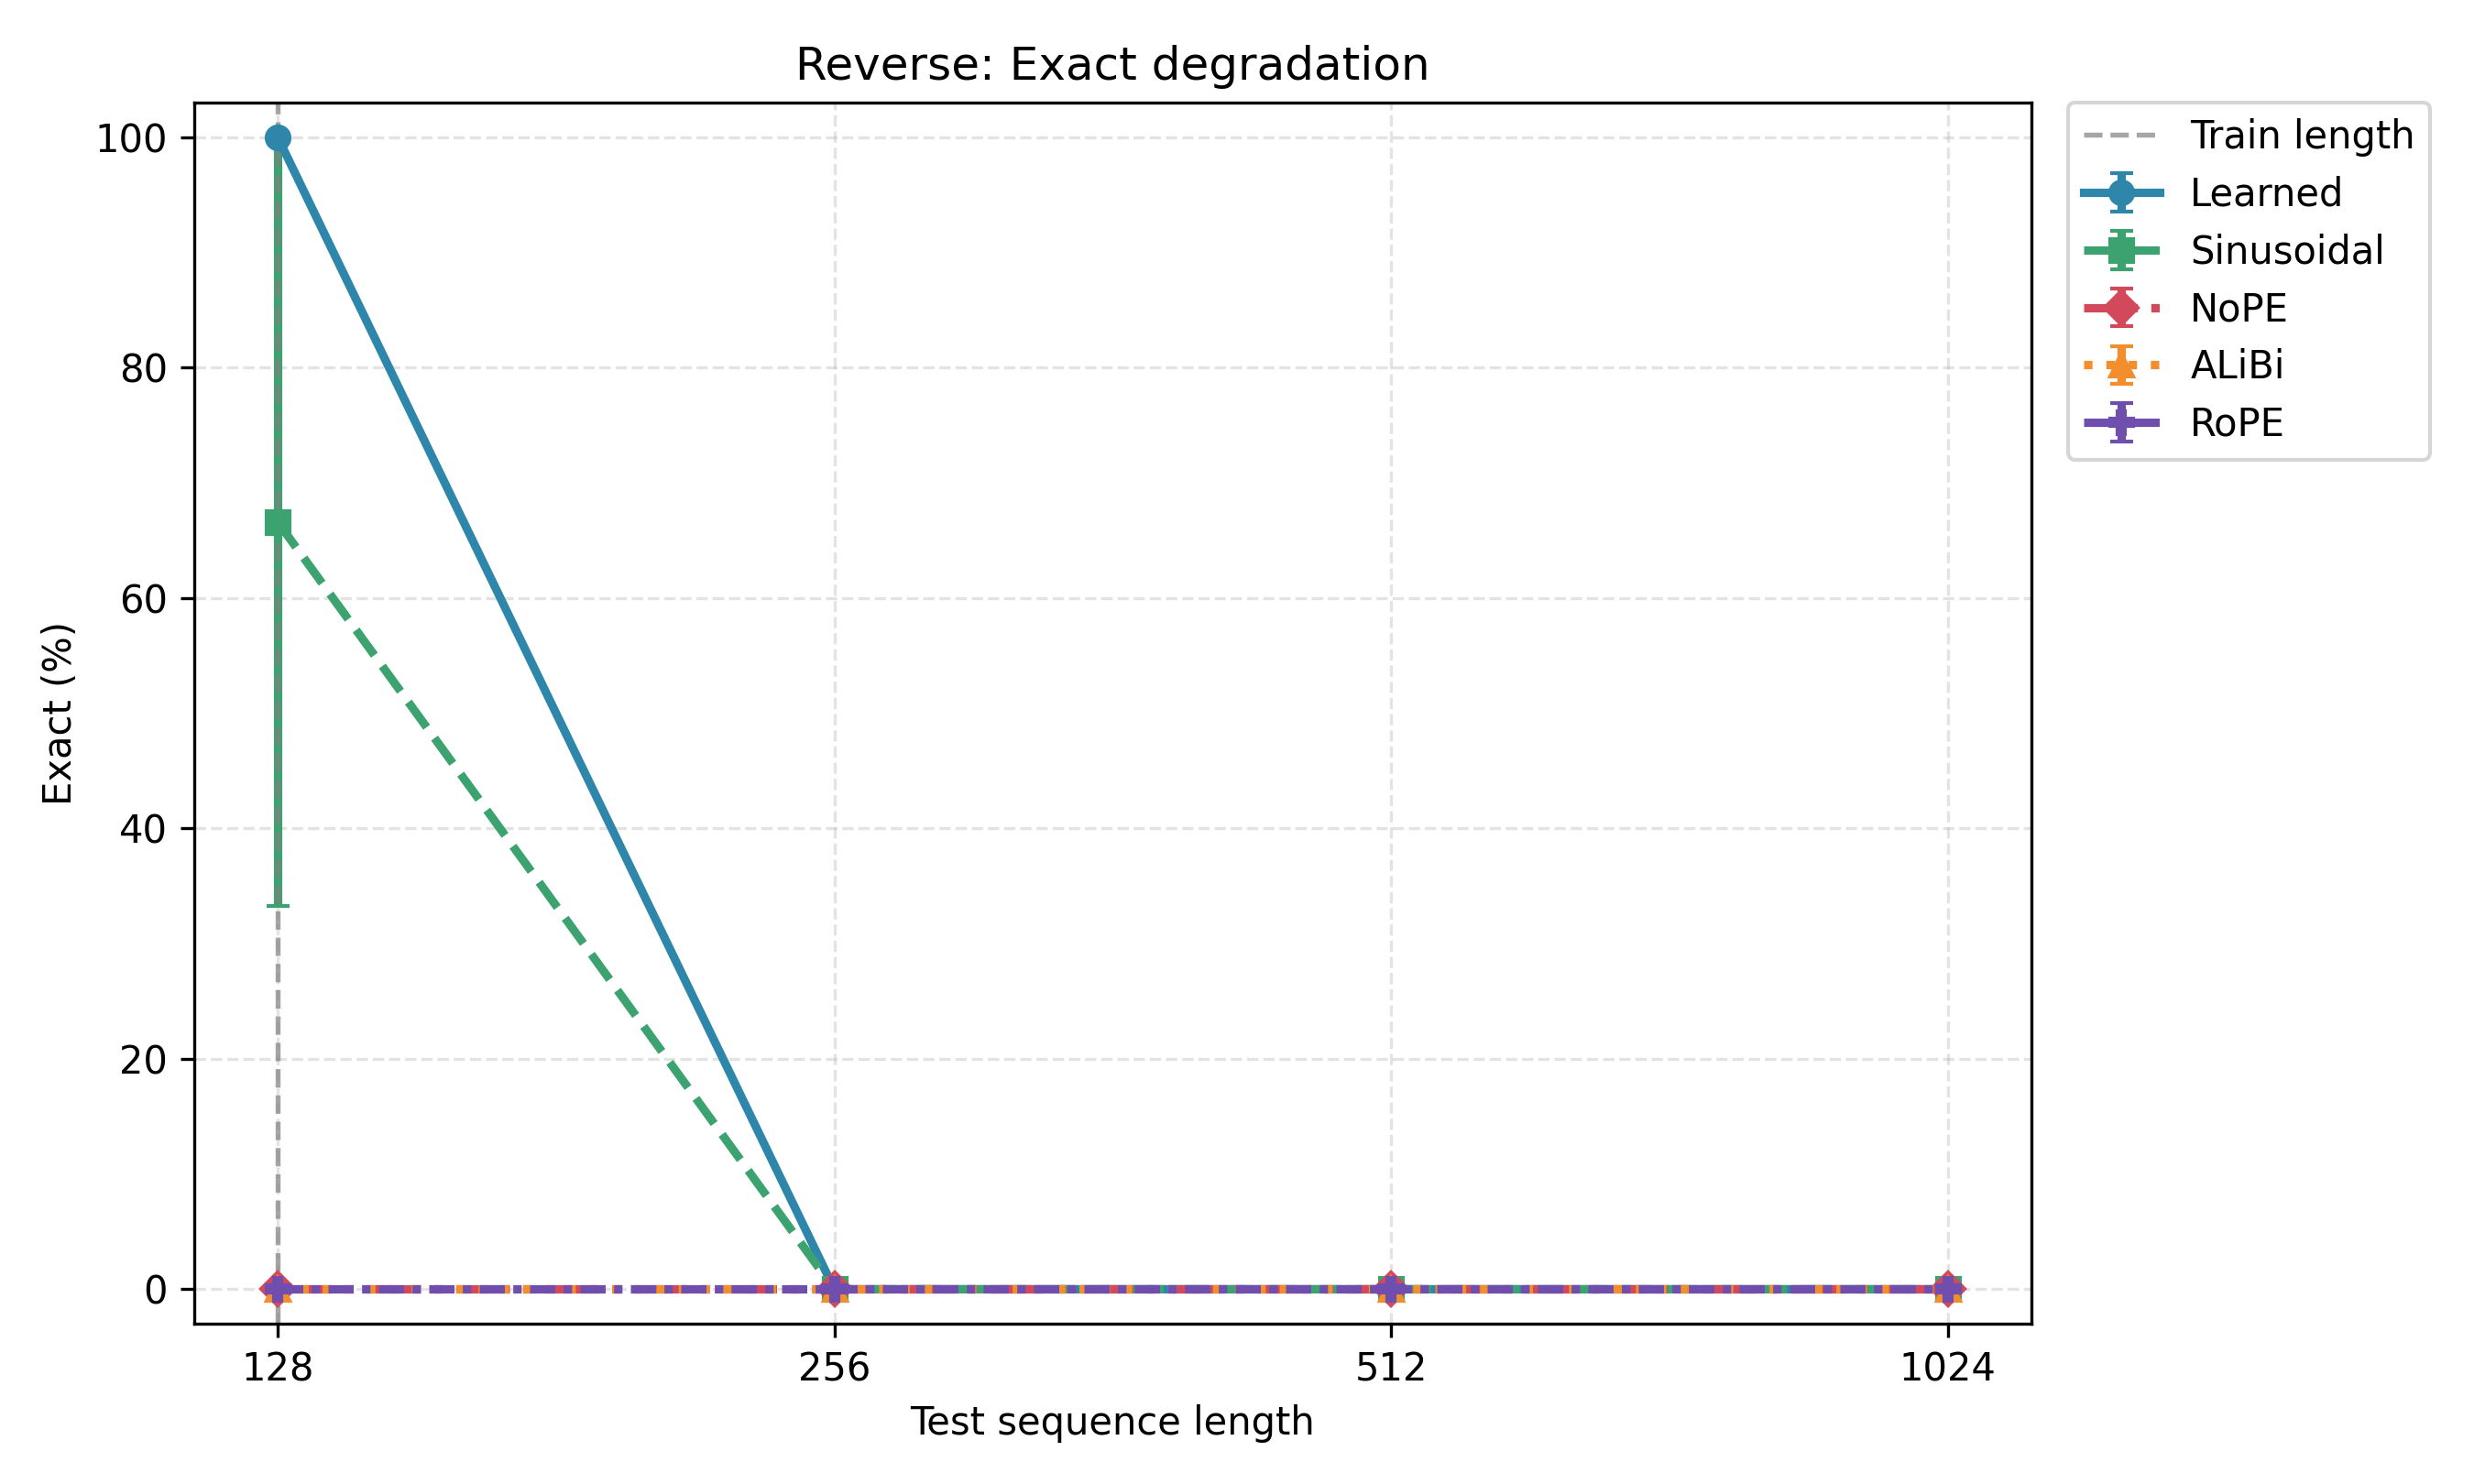 Reverse: Exact degradation
100
80
60
40
20
0
Exact (%)
128
256
512
1024
Test sequence length
Train length
Learned
Sinusoidal
NoPE
ALiBi
RoPE